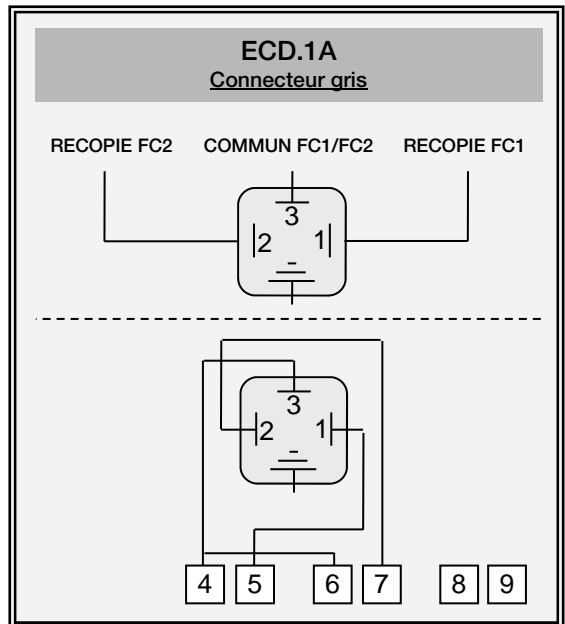 ECD.1A
Connecteur gris
RECOPIE FC2 COMMUN FC1/FC2 RECOPIE FC1
3
2 1
3
2 1
4 5 6 7 8 9